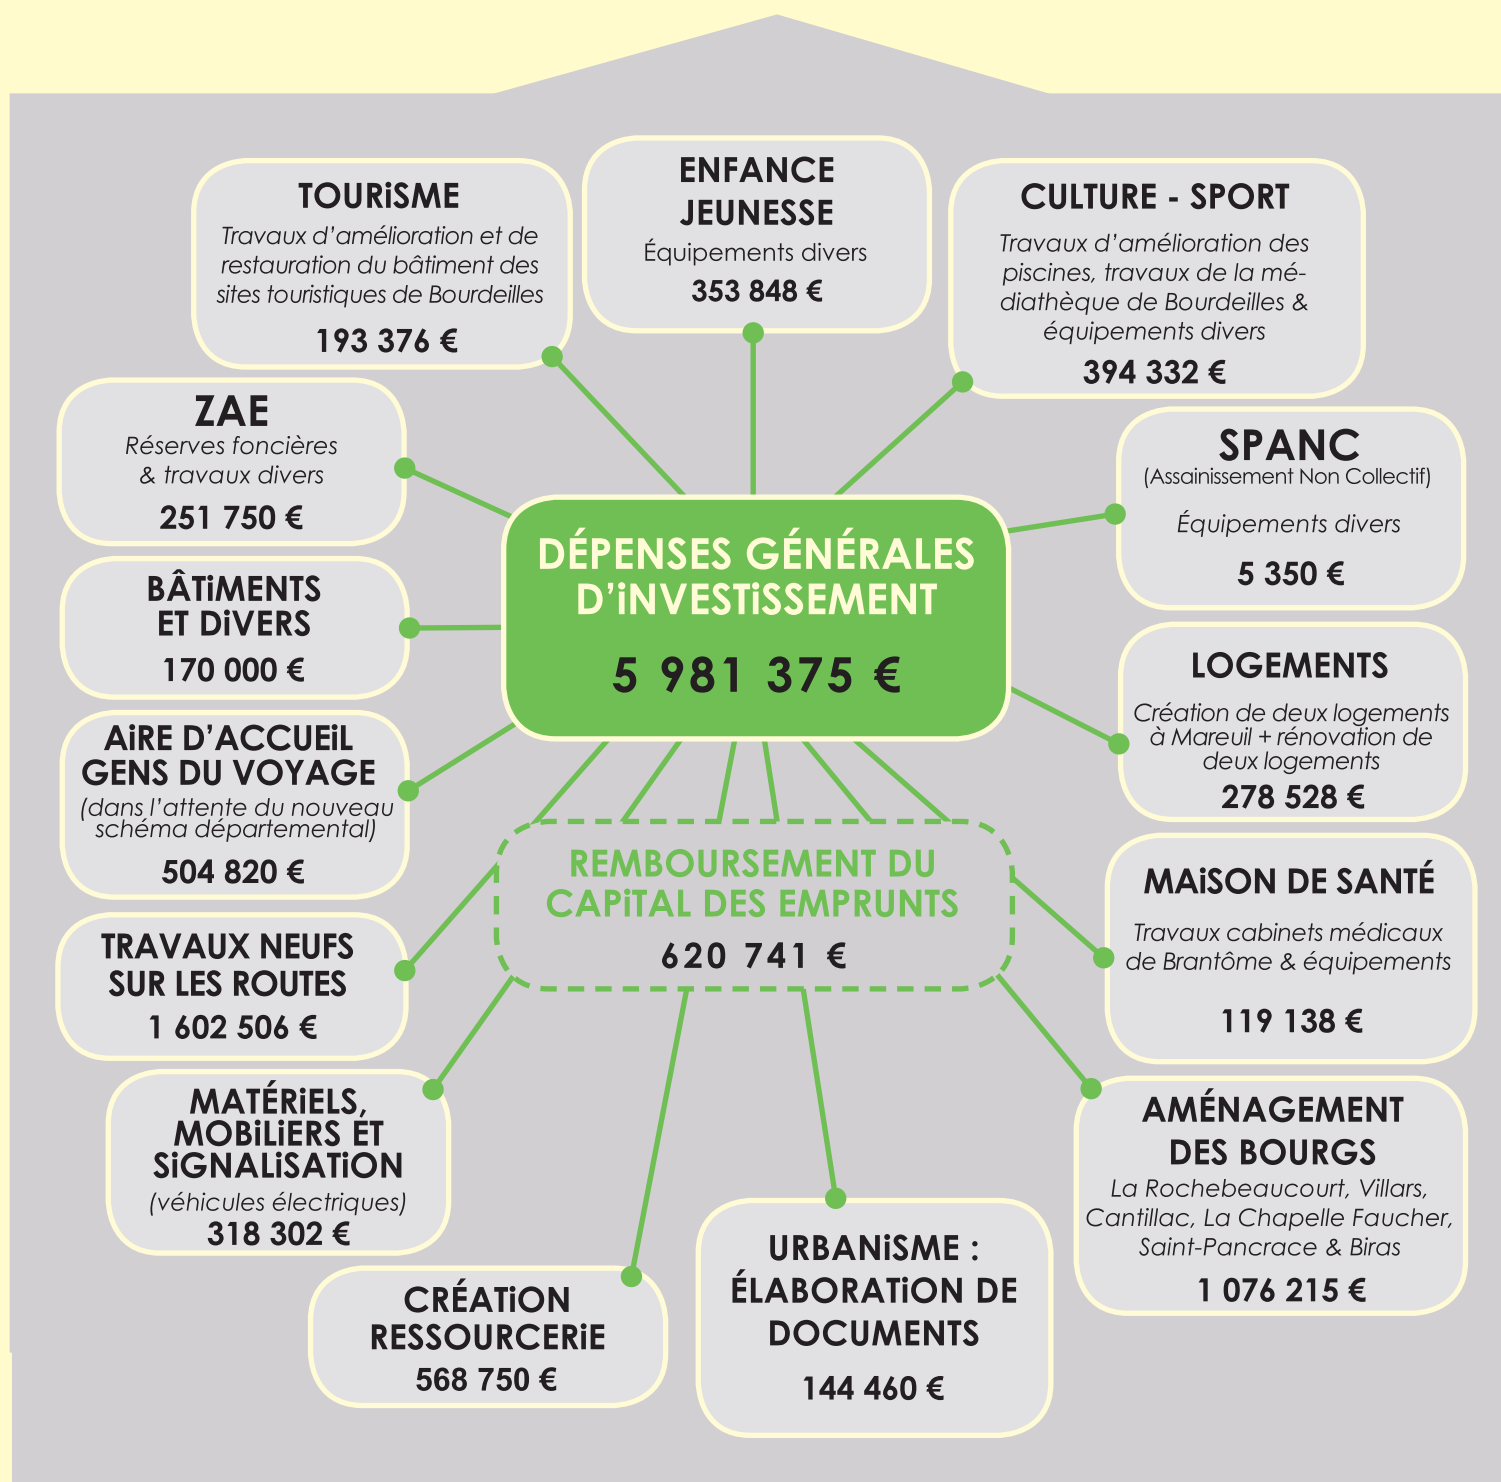 TOURiSME
Travaux d'amélioration et de
restauration du bâtiment des
sites touristiques de Bourdeilles
193 376 €
ENFANCE
JEUNESSE
Équipements divers
353 848 €
CULTURE - SPORT
Travaux d'amélioration des
piscines, travaux de la mé-
diathèque de Bourdeilles &
équipements divers
394 332 €
ZAE
Réserves foncières
& travaux divers
251 750 €
SPANC
(Assainissement Non Collectif)
Équipements divers
5 350 €
DÉPENSES GÉNÉRALES
D'iNVESTiSSEMENT
5 981 375 €
BÂTiMENTS
ET DiVERS
170 000 €
LOGEMENTS
Création de deux logements
à Mareuil + rénovation de
deux logements
278 528 €
AiRE D'ACCUEiL
GENS DU VOYAGE
(dans l'attente du nouveau
schéma départemental)
504 820 €
REMBOURSEMENT DU
CAPiTAL DES EMPRUNTS
620 741 €
MAiSON DE SANTÉ
Travaux cabinets médicaux
de Brantôme & équipements
119 138 €
TRAVAUX NEUFS
SUR LES ROUTES
1 602 506 €
MATÉRiELS,
MOBiLiERS ET
SiGNALiSATiON
(véhicules électriques)
318 302 €
AMÉNAGEMENT
DES BOURGS
La Rochebeaucourt, Villars,
Cantillac, La Chapelle Faucher,
Saint-Pancrace & Biras
1 076 215 €
CRÉATiON
RESSOURCERiE
568 750 €
URBANiSME :
ÉLABORATiON DE
DOCUMENTS
144 460 €